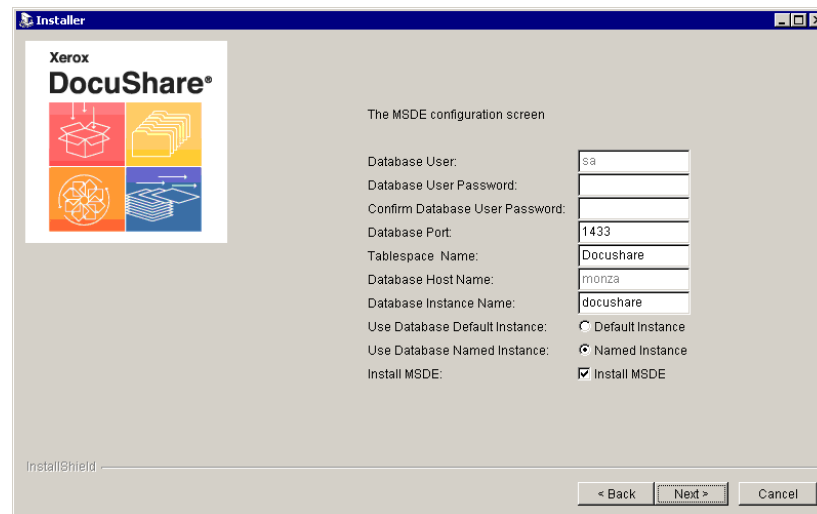 Installer
Xerox
DocuShare®
The MSDE configuration screen
Database User: sa
Database User Password:
Confirm Database User Password:
Database Port: 1433
Tablespace Name: Docushare
Database Host Name: monza
Database Instance Name: docushare
Use Database Default Instance: Default Instance
Use Database Named Instance: Named Instance
Install MSDE: Install MSDE
InstallShield
< Back Next > Cancel